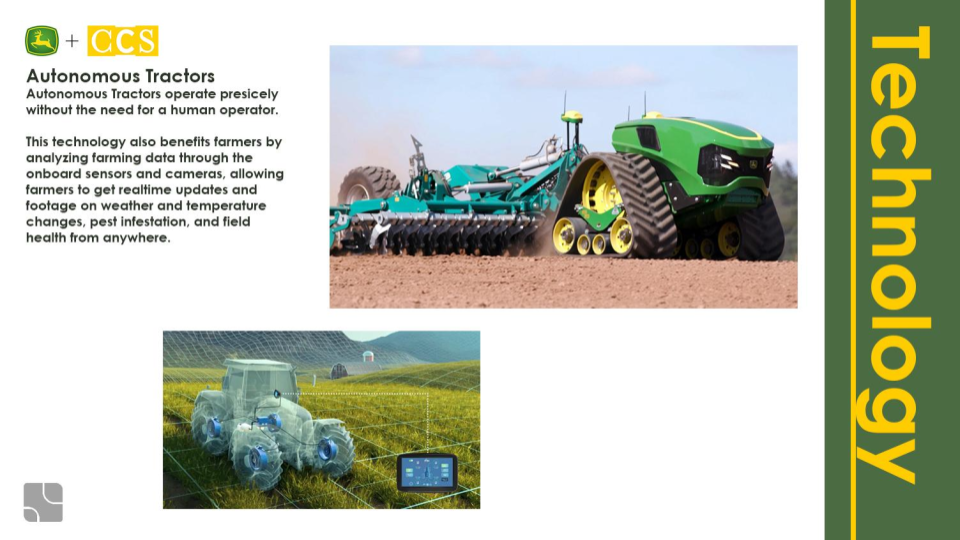 + CCS
Autonomous Tractors
Autonomous Tractors operate presicely
without the need for a human operator.
This technology also benefits farmers by
analyzing farming data through the
onboard sensors and cameras, allowing
farmers to get realtime updates and
footage on weather and temperature
changes, pest infestation, and field
health from anywhere.
Technology